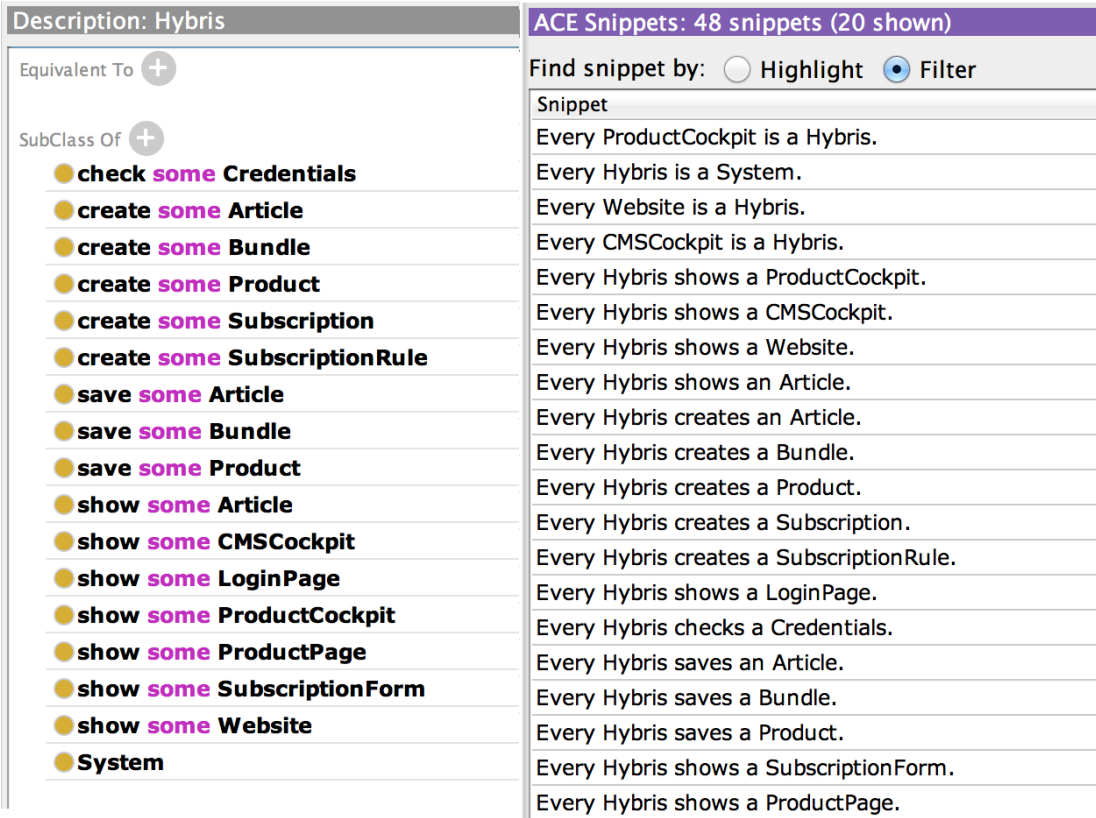 Description: Hybris
Equivalent To
SubClass Of
check some Credentials
create some Article
create some Bundle
create some Product
create some Subscription
create some SubscriptionRule
save some Article
save some Bundle
save some Product
show some Article
show some CMSCockpit
show some LoginPage
show some ProductCockpit
show some ProductPage
show some SubscriptionForm
show some Website
System
ACE Snippets: 48 snippets (20 shown)
Find snippet by: Highlight Filter
Snippet
Every ProductCockpit is a Hybris.
Every Hybris is a System.
Every Website is a Hybris.
Every CMSCockpit is a Hybris.
Every Hybris shows a ProductCockpit.
Every Hybris shows a CMSCockpit.
Every Hybris shows a Website.
Every Hybris shows an Article.
Every Hybris creates an Article.
Every Hybris creates a Bundle.
Every Hybris creates a Product.
Every Hybris creates a Subscription.
Every Hybris creates a SubscriptionRule.
Every Hybris shows a LoginPage.
Every Hybris checks a Credentials.
Every Hybris saves an Article.
Every Hybris saves a Bundle.
Every Hybris saves a Product.
Every Hybris shows a SubscriptionForm.
Every Hybris shows a ProductPage.